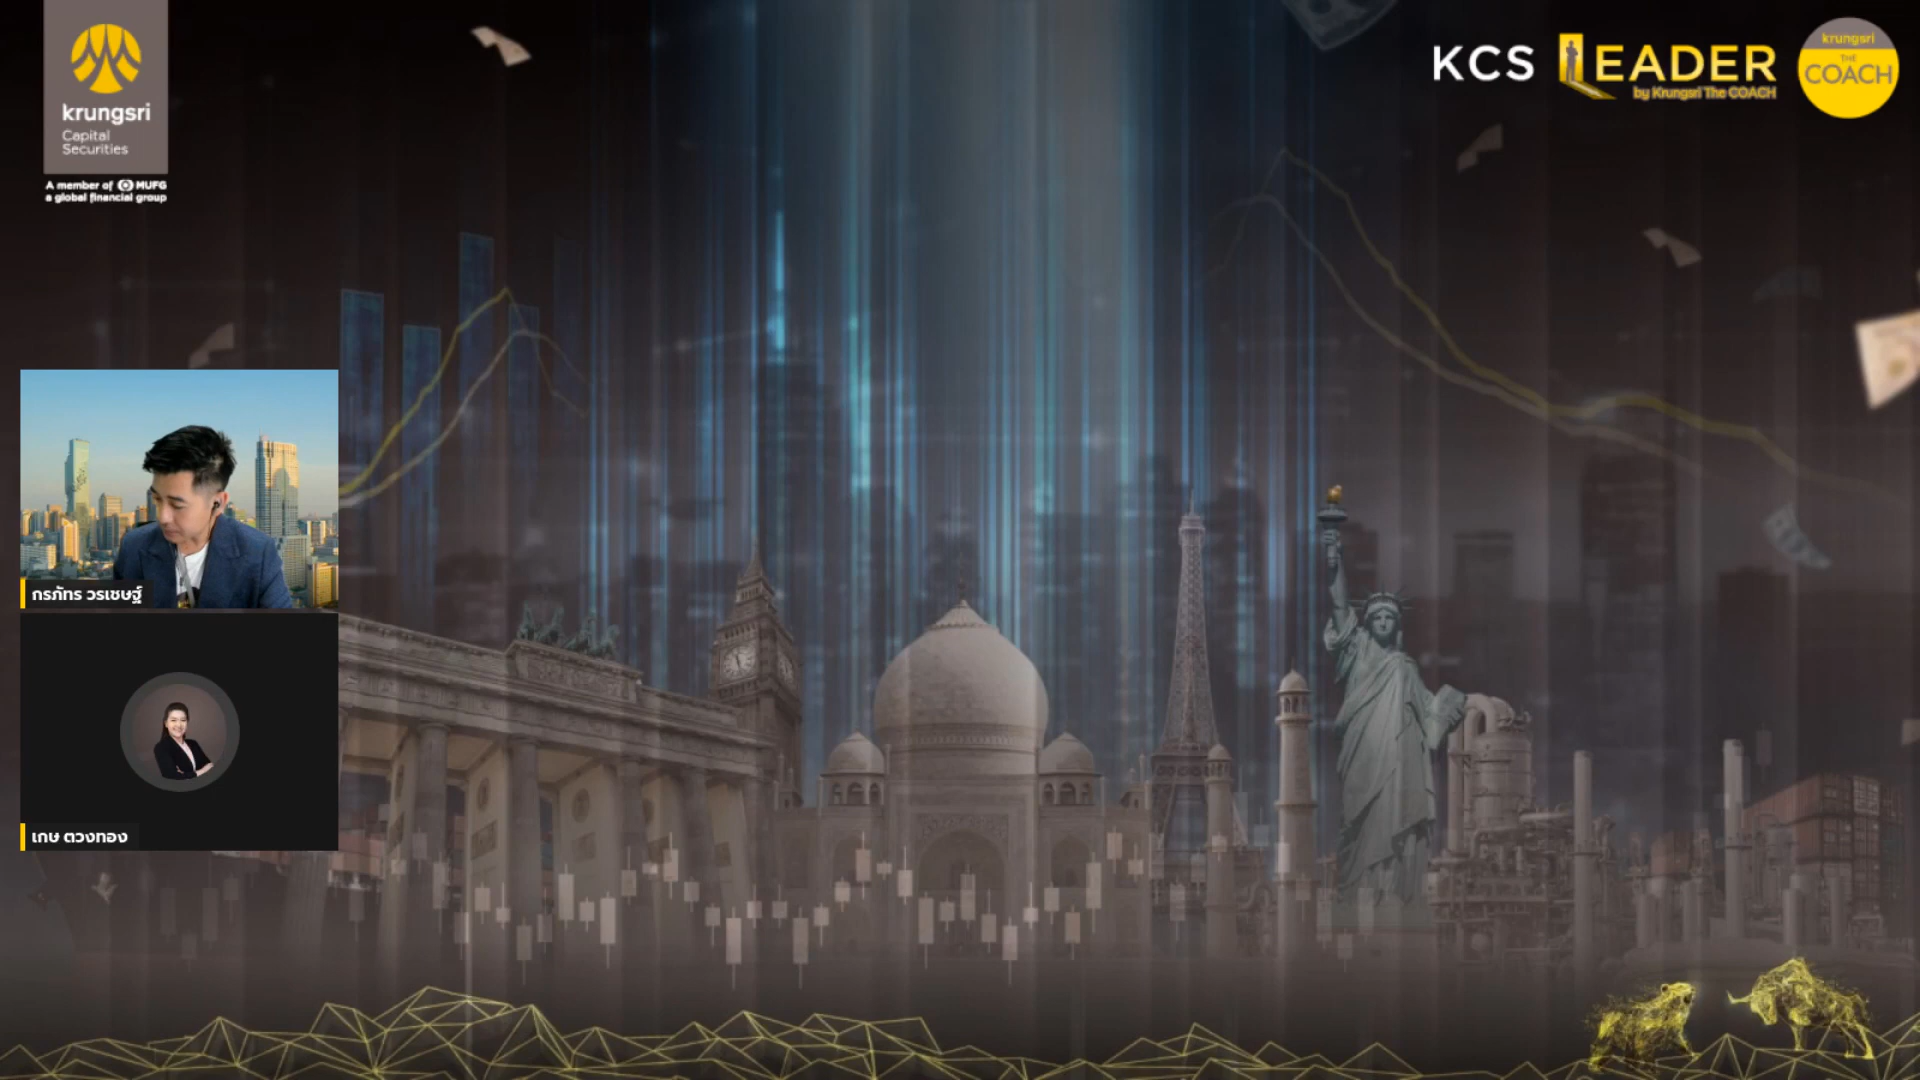 krungsri
Capital
Securities
A member of MUFG
a global financial group
KCS LEADER
by Krungsri The COACH
krungsri
THE
COACH
กรภัทร วรเชษฐ์
เกษ ตวงทอง